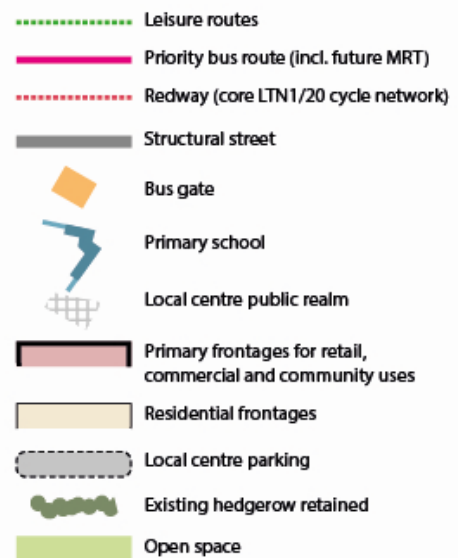 Leisure routes
Priority bus route (incl. future MRT)
Redway (core LTN1/20 cycle network)
Structural street
Bus gate
Primary school
Local centre public realm
Primary frontages for retail,
commercial and community uses
Residential frontages
Local centre parking
Existing hedgerow retained
Open space